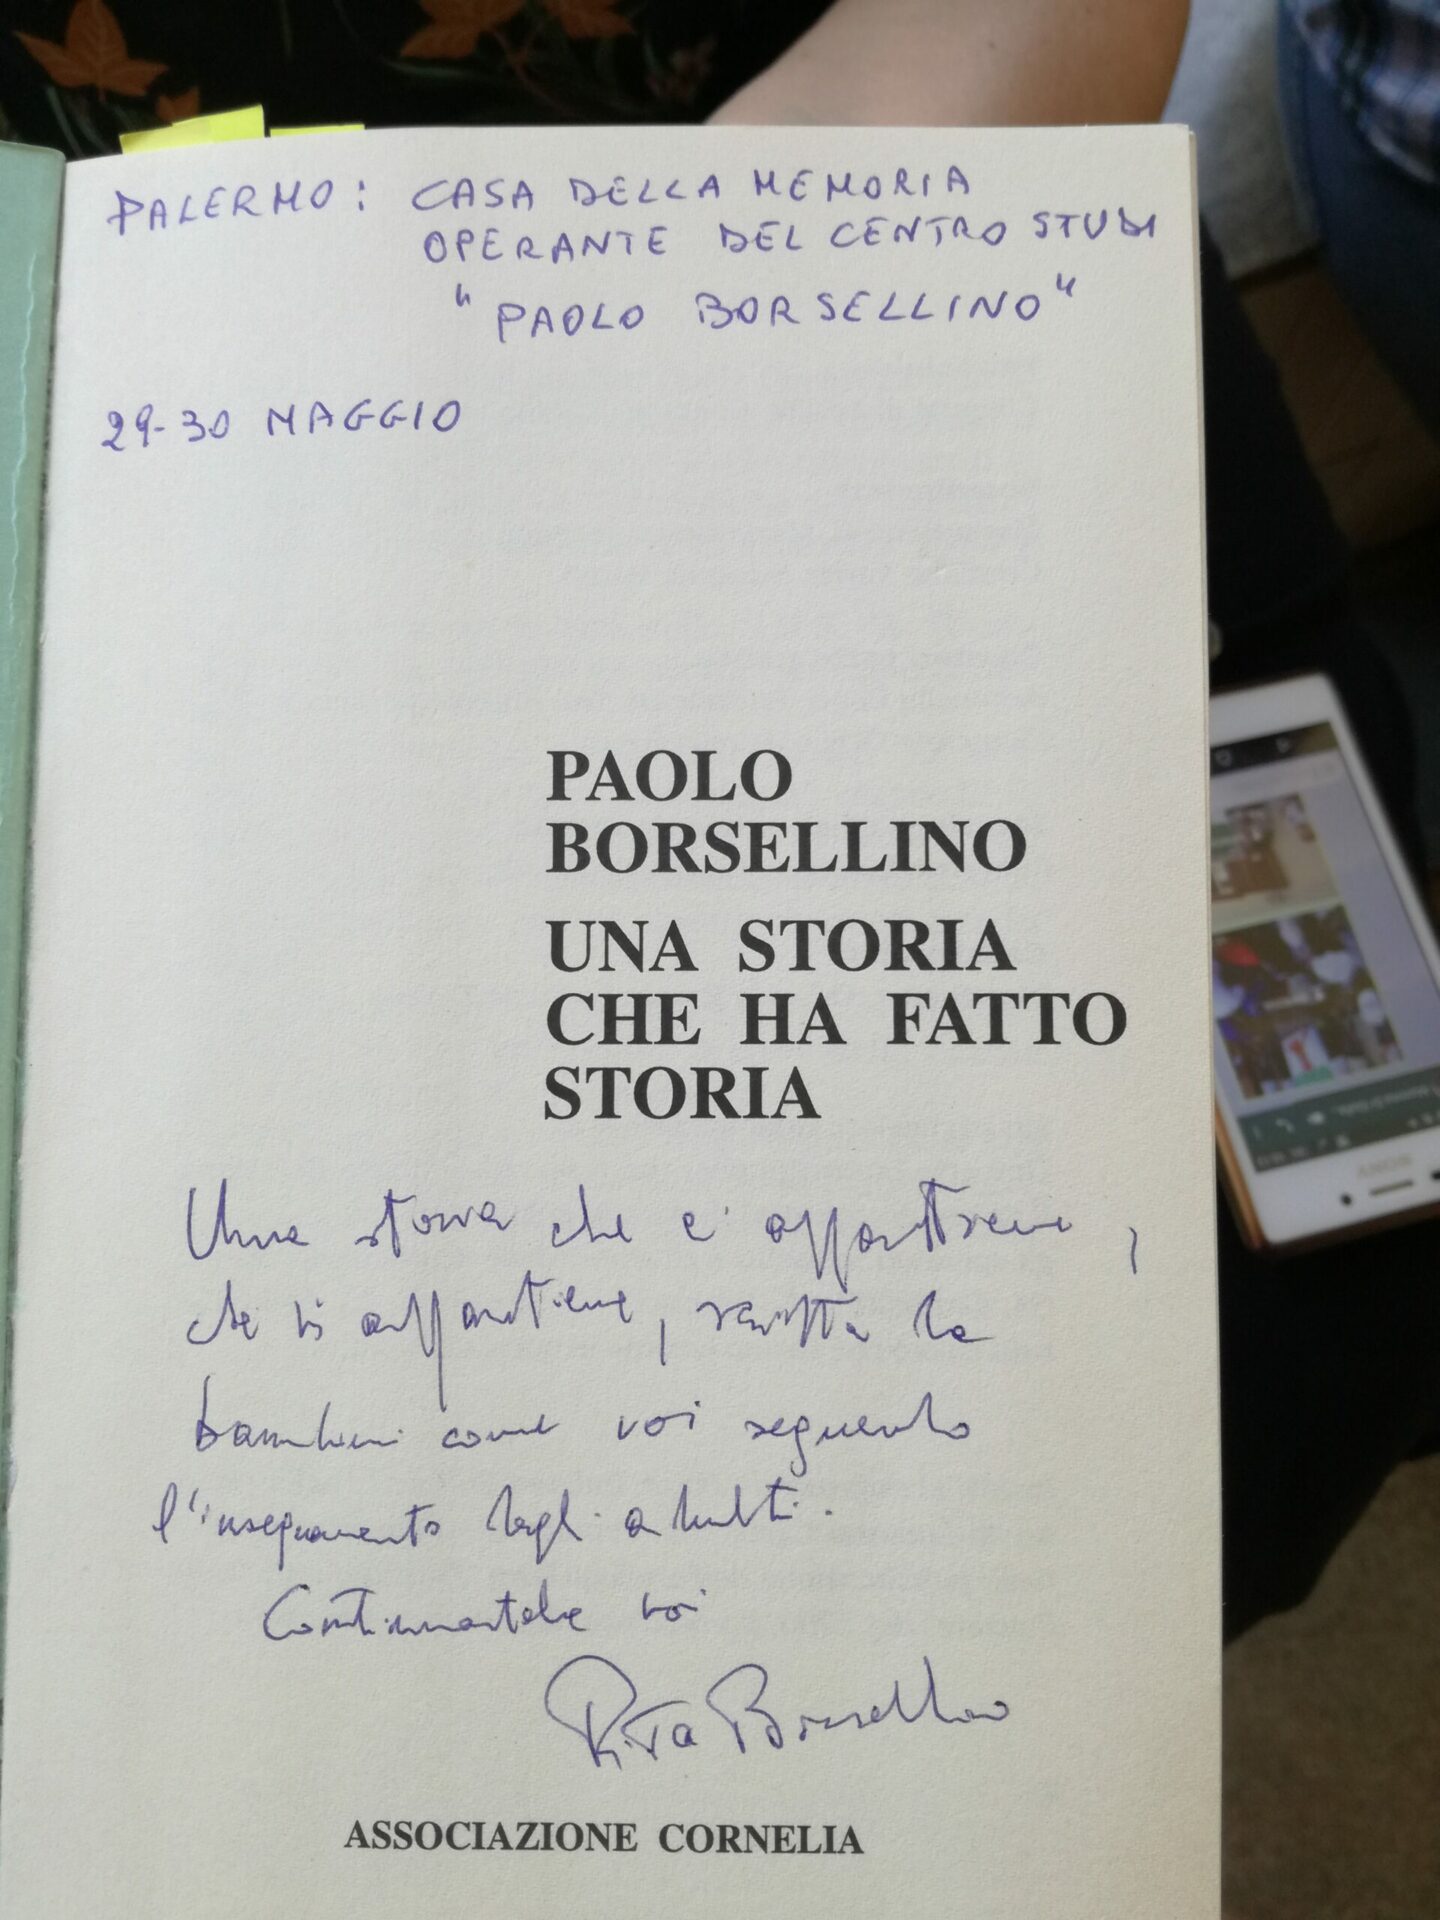 PALERMO: CASA DELLA MEMORIA
OPERANTE DEL CENTRO STUDI
"PAOLO BORSELLINO"
29-30 MAGGIO
PAOLO
BORSELLINO
UNA STORIA
CHE HA FATTO
STORIA
Una storia che ci appartiene,
che vi appartiene, scritta da
bambini come voi seguendo
l'insegnamento degli adulti.
Continuatela voi
Rita Borsellino
ASSOCIAZIONE CORNELIA
SONY